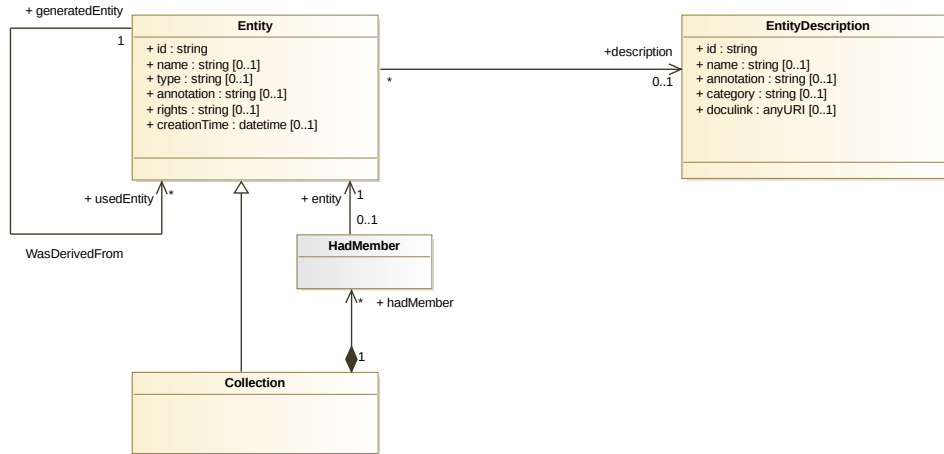 + generatedEntity
1
Entity
+ id : string
+ name : string [0..1]
+ type : string [0..1]
+ annotation : string [0..1]
+ rights : string [0..1]
+ creationTime : datetime [0..1]
+description
*
0..1
EntityDescription
+ id : string
+ name : string [0..1]
+ annotation : string [0..1]
+ category : string [0..1]
+ doculink : anyURI [0..1]
+ usedEntity
*
WasDerivedFrom
+ entity
1
0..1
HadMember
*
+ hadMember
1
Collection